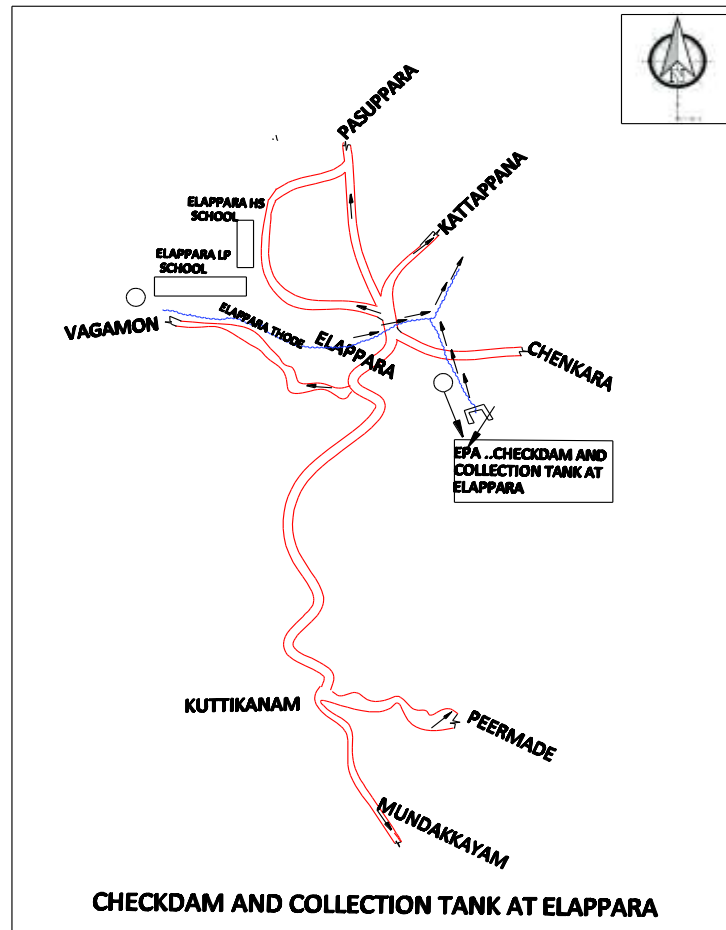 PASUPPARA
KATTAPPANA
ELAPPARA HS
SCHOOL
ELAPPARA LP
SCHOOL
VAGAMON
ELAPPARA THODE
ELAPPARA
CHENKARA
EPA ..CHECKDAM AND
COLLECTION TANK AT
ELAPPARA
KUTTIKANAM
PEERMADE
MUNDAKKAYAM
CHECKDAM AND COLLECTION TANK AT ELAPPARA